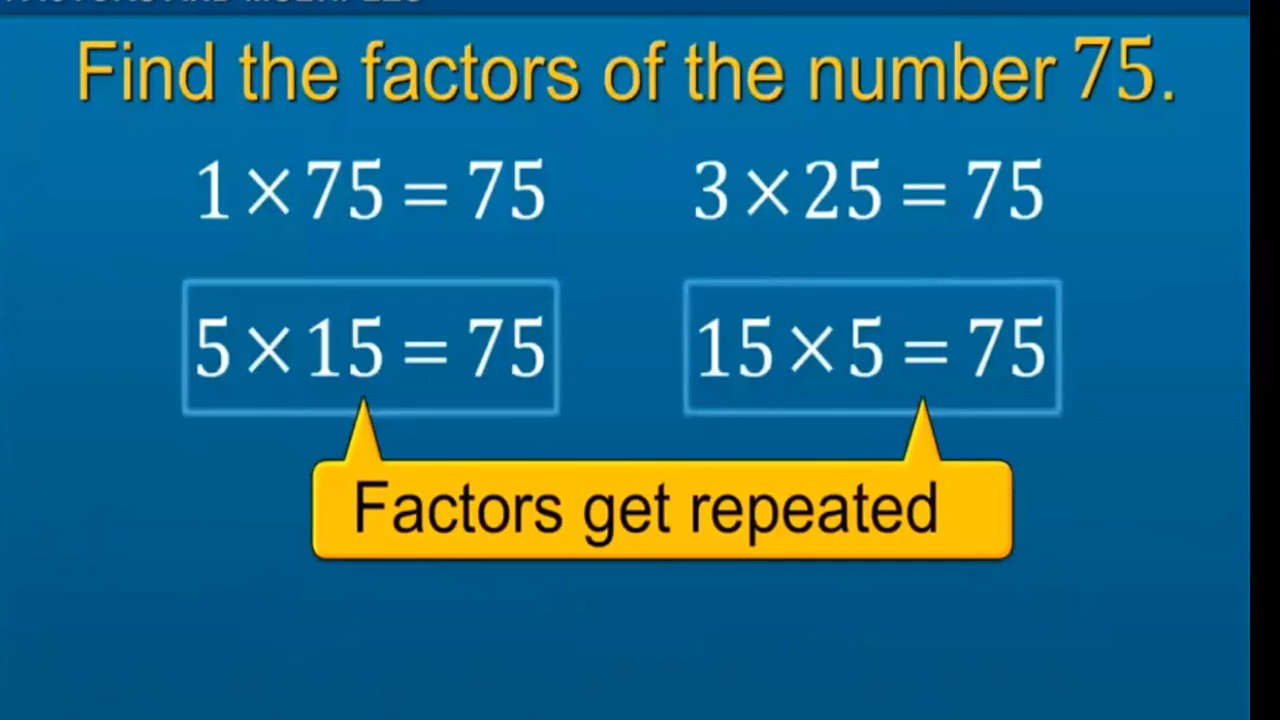 Find the factors of the number 75.
1×75=75 3×25=75
5×15=75 15×5=75
Factors get repeated